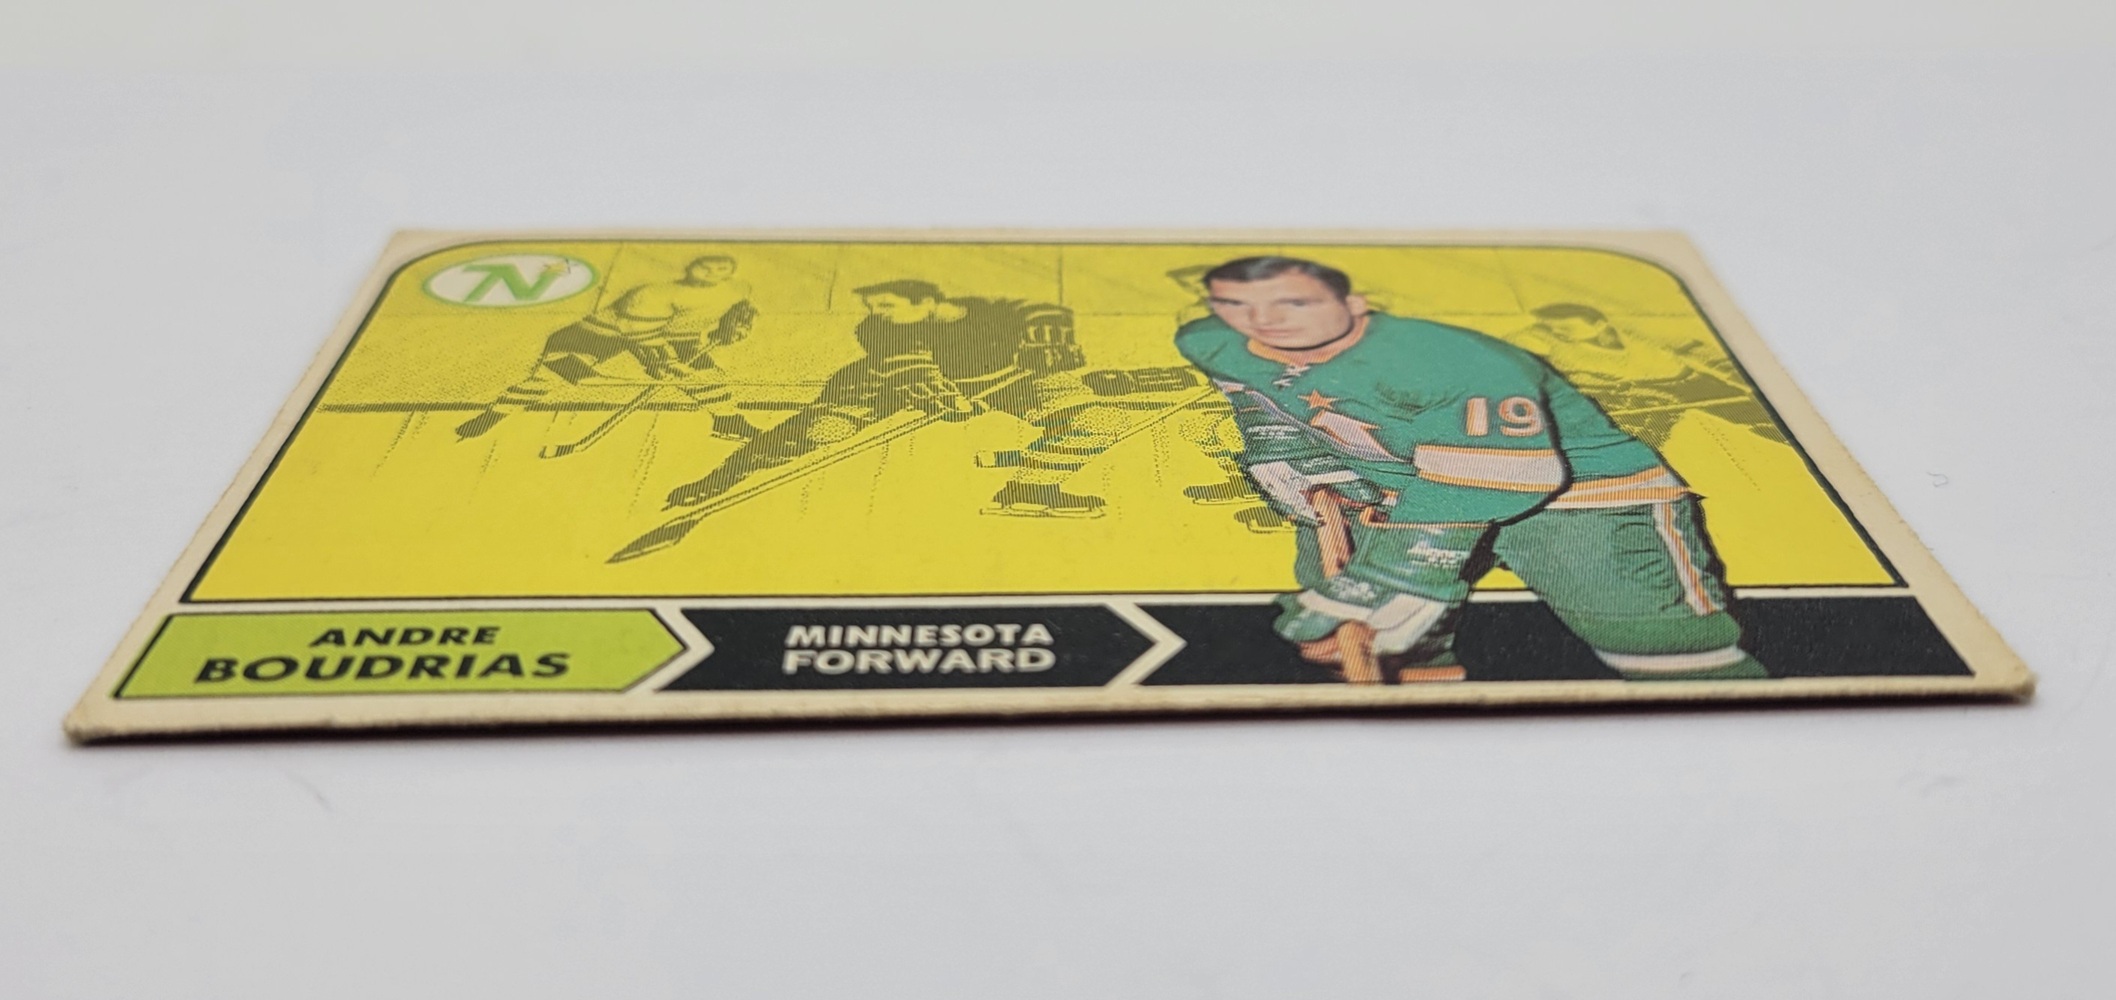 N
ANDRE
BOUDRIAS
MINNESOTA
FORWARD
19